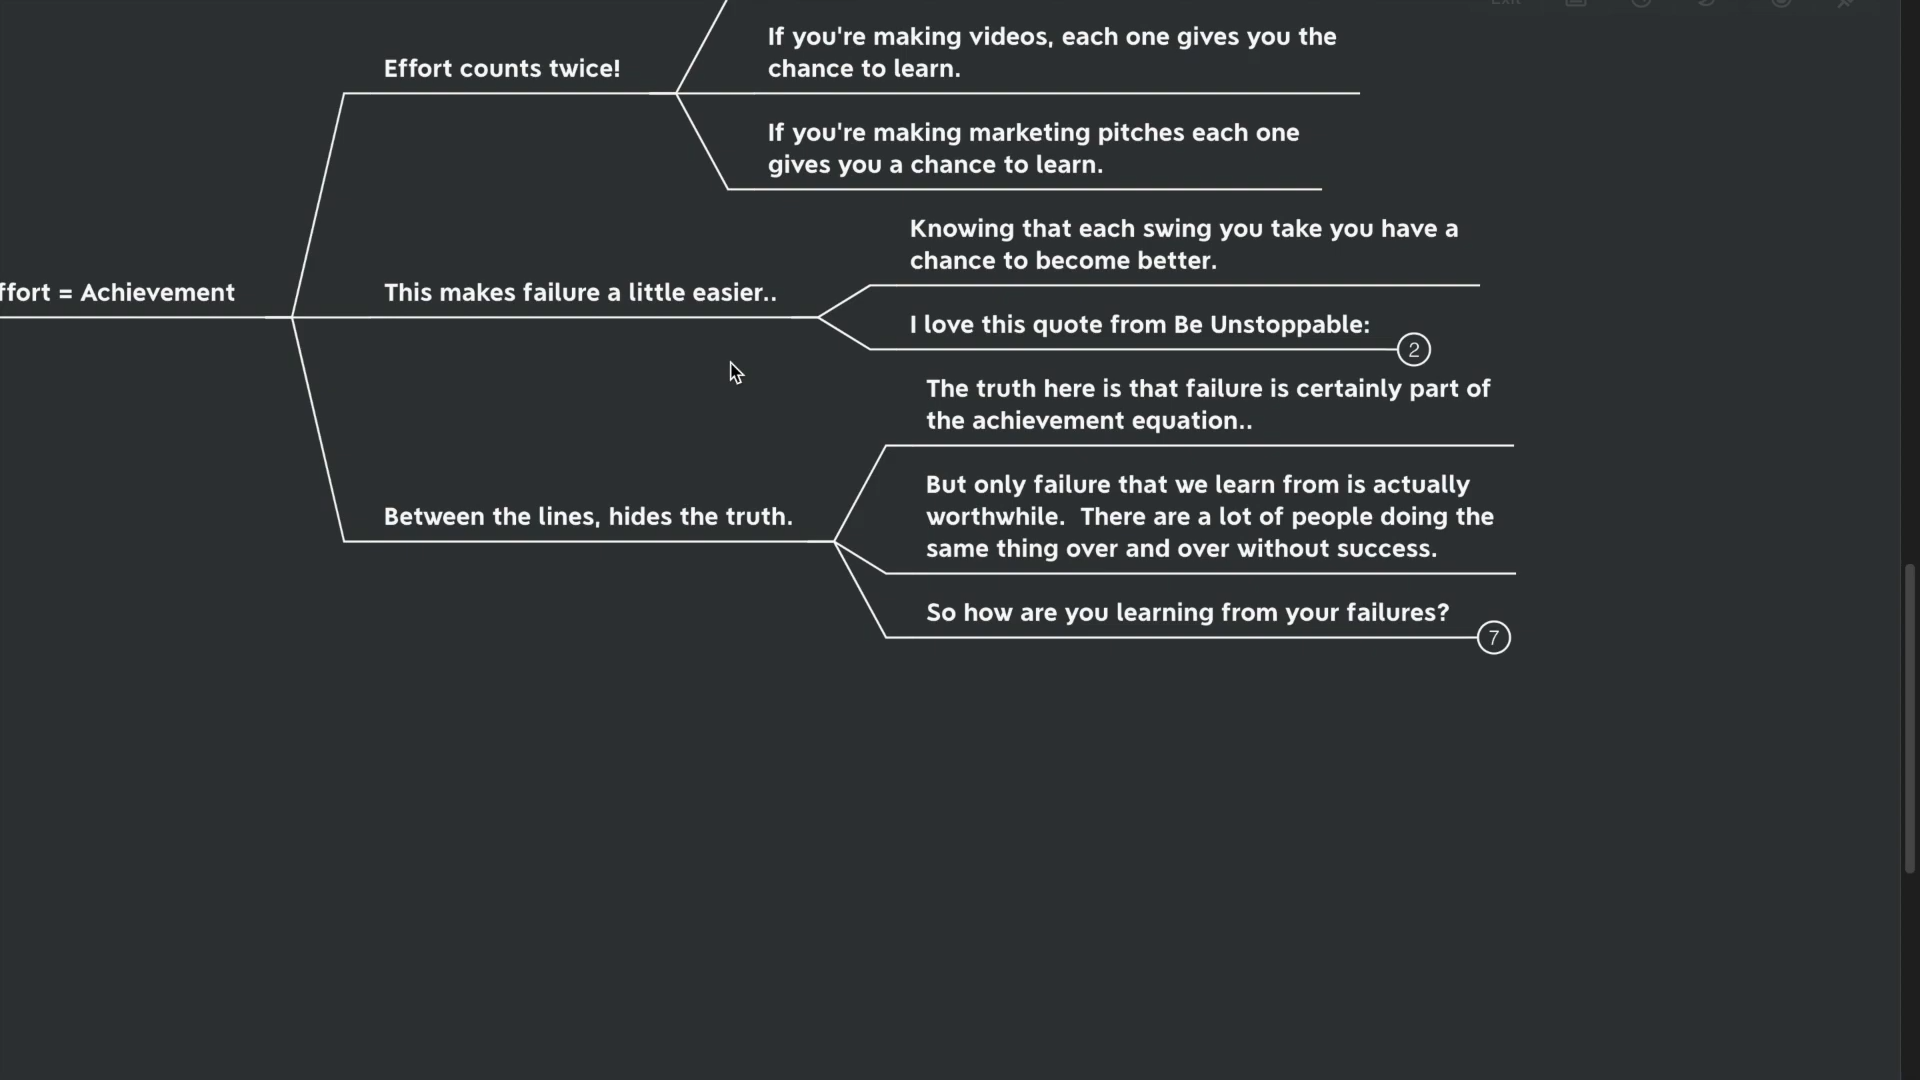 If you're making videos, each one gives you the
chance to learn.
Effort counts twice!
If you're making marketing pitches each one
gives you a chance to learn.
Knowing that each swing you take you have a
chance to become better.
ffort = Achievement
This makes failure a little easier..
I love this quote from Be Unstoppable:
2
The truth here is that failure is certainly part of
the achievement equation..
But only failure that we learn from is actually
worthwhile.  There are a lot of people doing the
same thing over and over without success.
Between the lines, hides the truth.
So how are you learning from your failures?
7